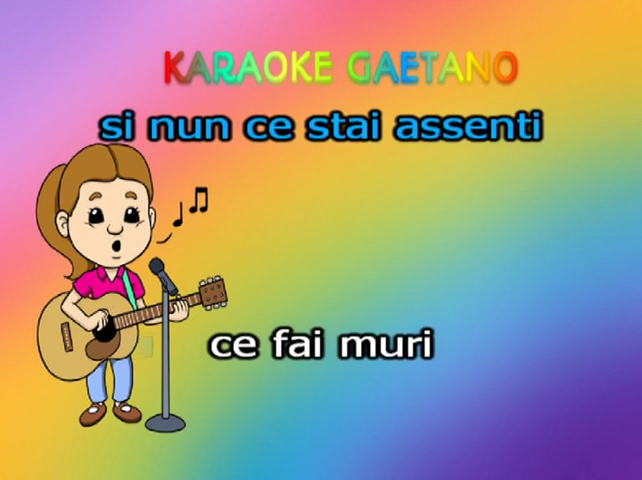 KARAOKE GAETANO
si nun ce stai assenti
ce fai muri